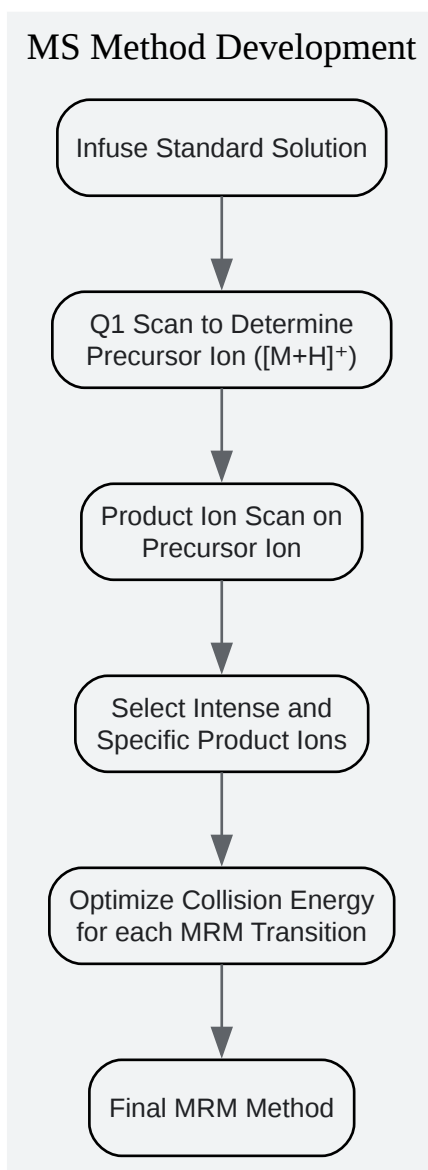 MS Method Development
Infuse Standard Solution
Q1 Scan to Determine
Precursor Ion ([M+H]⁺)
Product Ion Scan on
Precursor Ion
Select Intense and
Specific Product Ions
Optimize Collision Energy
for each MRM Transition
Final MRM Method